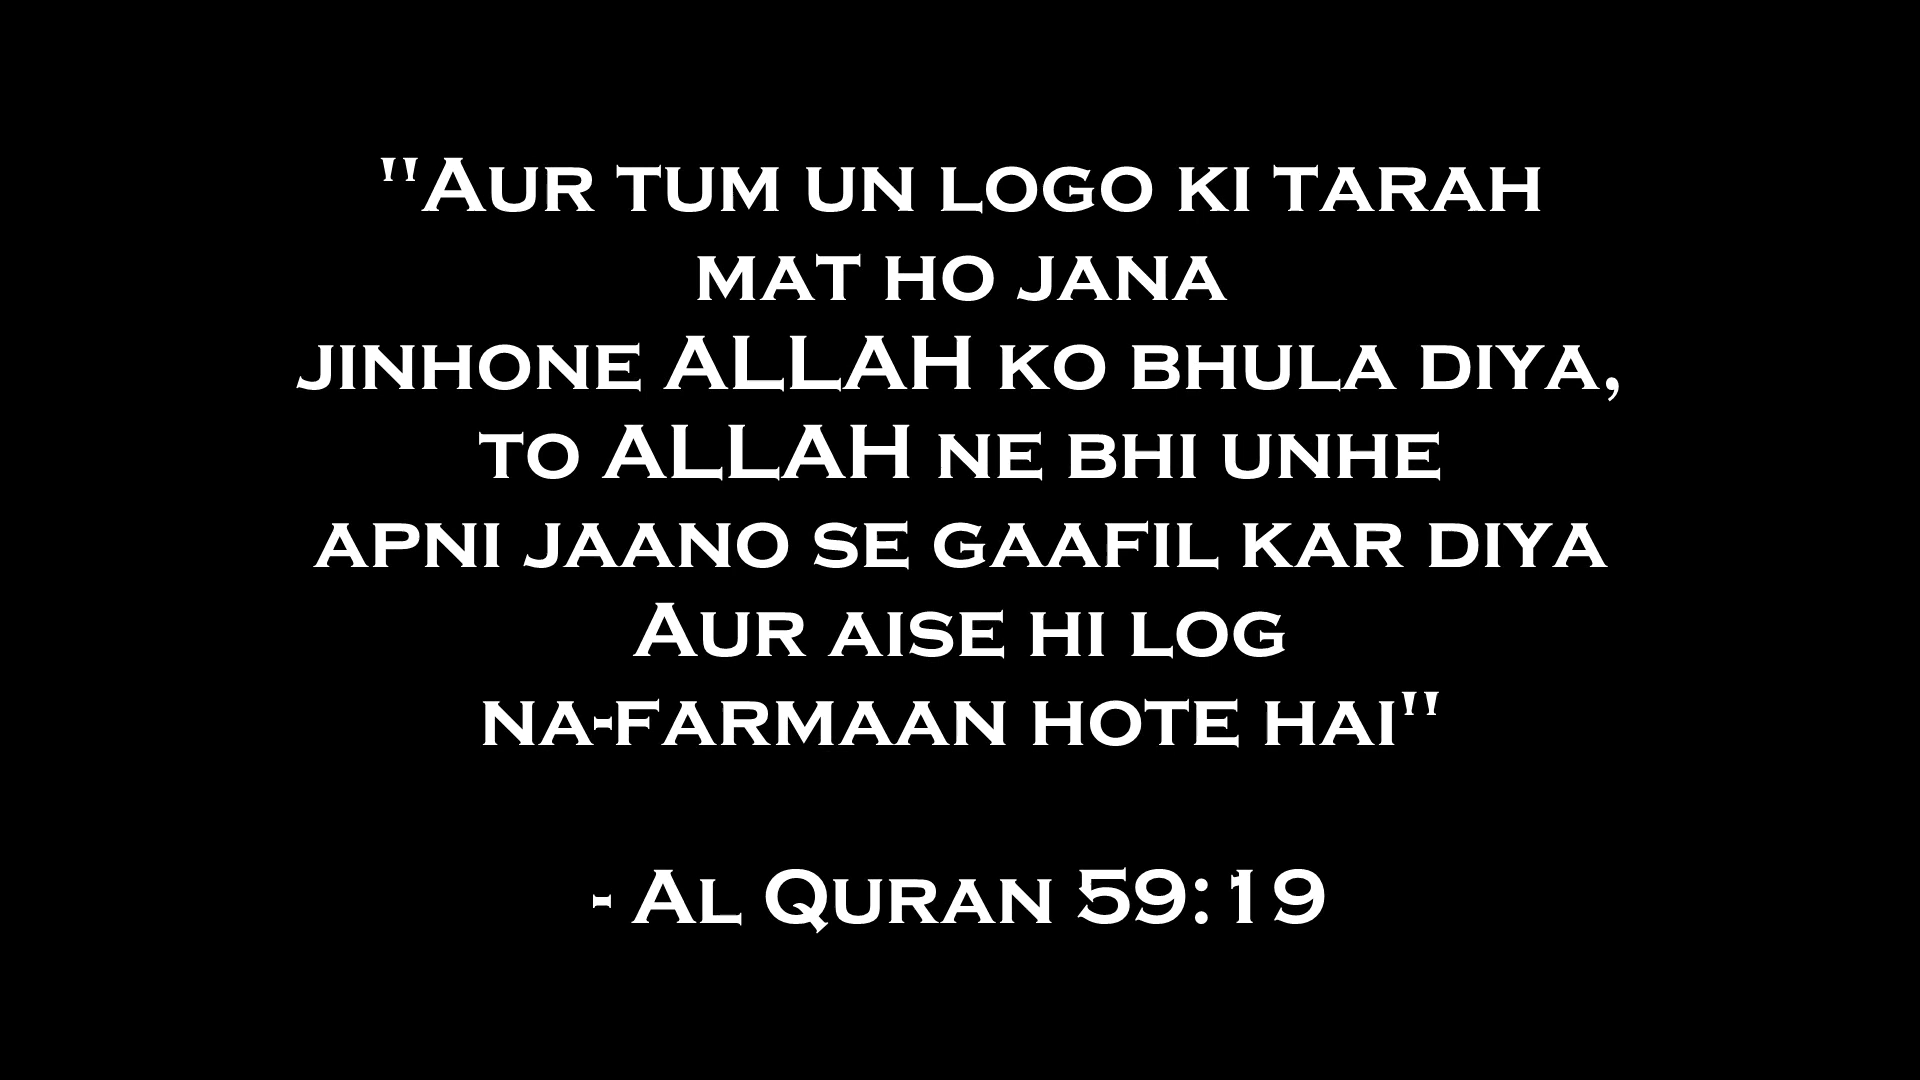 "Aur tum un logo ki tarah
mat ho jana
jinhone ALLAH ko bhula diya,
to ALLAH ne bhi unhe
apni jaano se gaafil kar diya
Aur aise hi log
na-farmaan hote hai"
- Al Quran 59:19